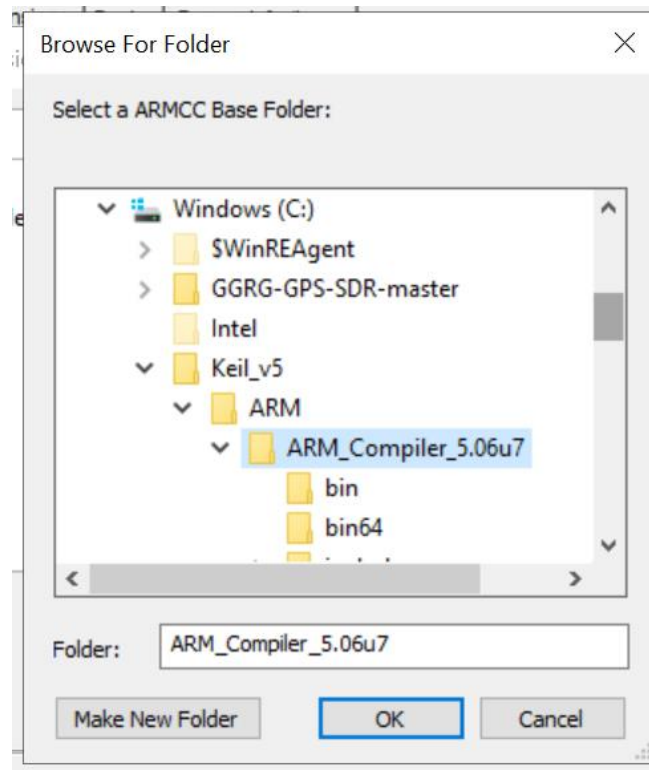 Browse For Folder
Select a ARMCC Base Folder:
Windows (C:)
$WinREAgent
GGRG-GPS-SDR-master
Intel
Keil_v5
ARM
ARM_Compiler_5.06u7
bin
bin64
Folder:
ARM_Compiler_5.06u7
Make New Folder
OK
Cancel